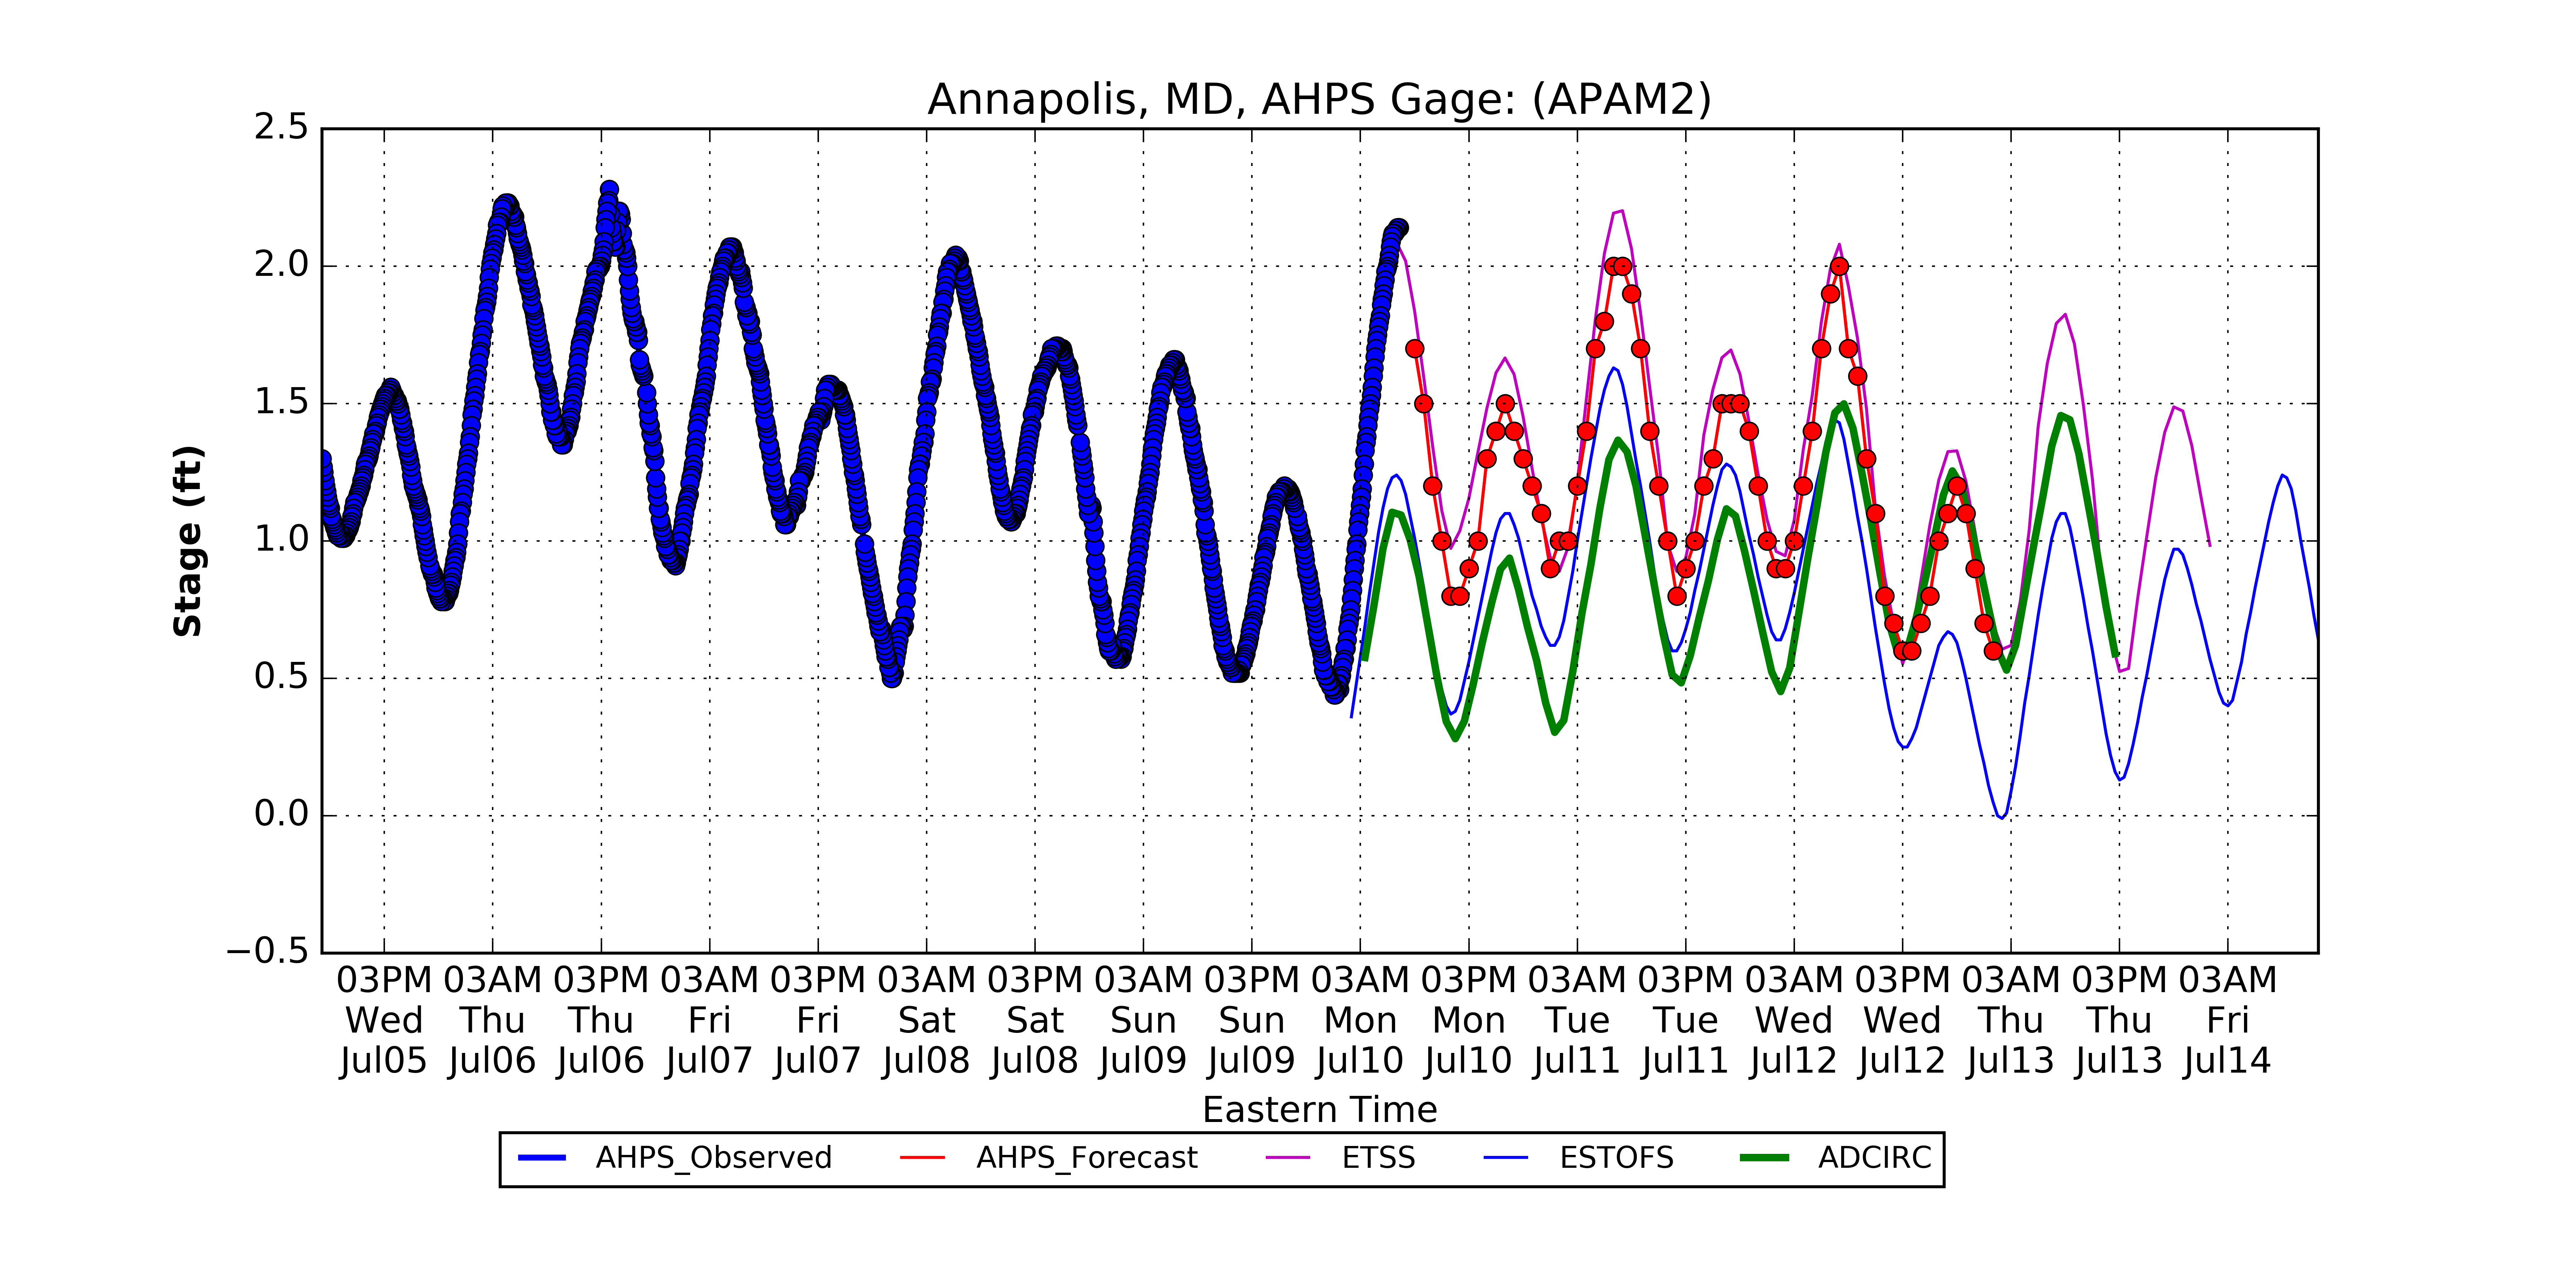 Annapolis, MD, AHPS Gage: (APAM2)
Stage (ft)
2.5
2.0
1.5
1.0
0.5
0.0
−0.5
03PM 03AM 03PM 03AM 03PM 03AM 03PM 03AM 03PM 03AM 03PM 03AM 03PM 03AM 03PM 03AM 03PM 03AM
Wed Thu Thu Fri Fri Sat Sat Sun Sun Mon Mon Tue Tue Wed Wed Thu Thu Fri
Jul05 Jul06 Jul06 Jul07 Jul07 Jul08 Jul08 Jul09 Jul09 Jul10 Jul10 Jul11 Jul11 Jul12 Jul12 Jul13 Jul13 Jul14
Eastern Time
AHPS_Observed AHPS_Forecast ETSS ESTOFS ADCIRC